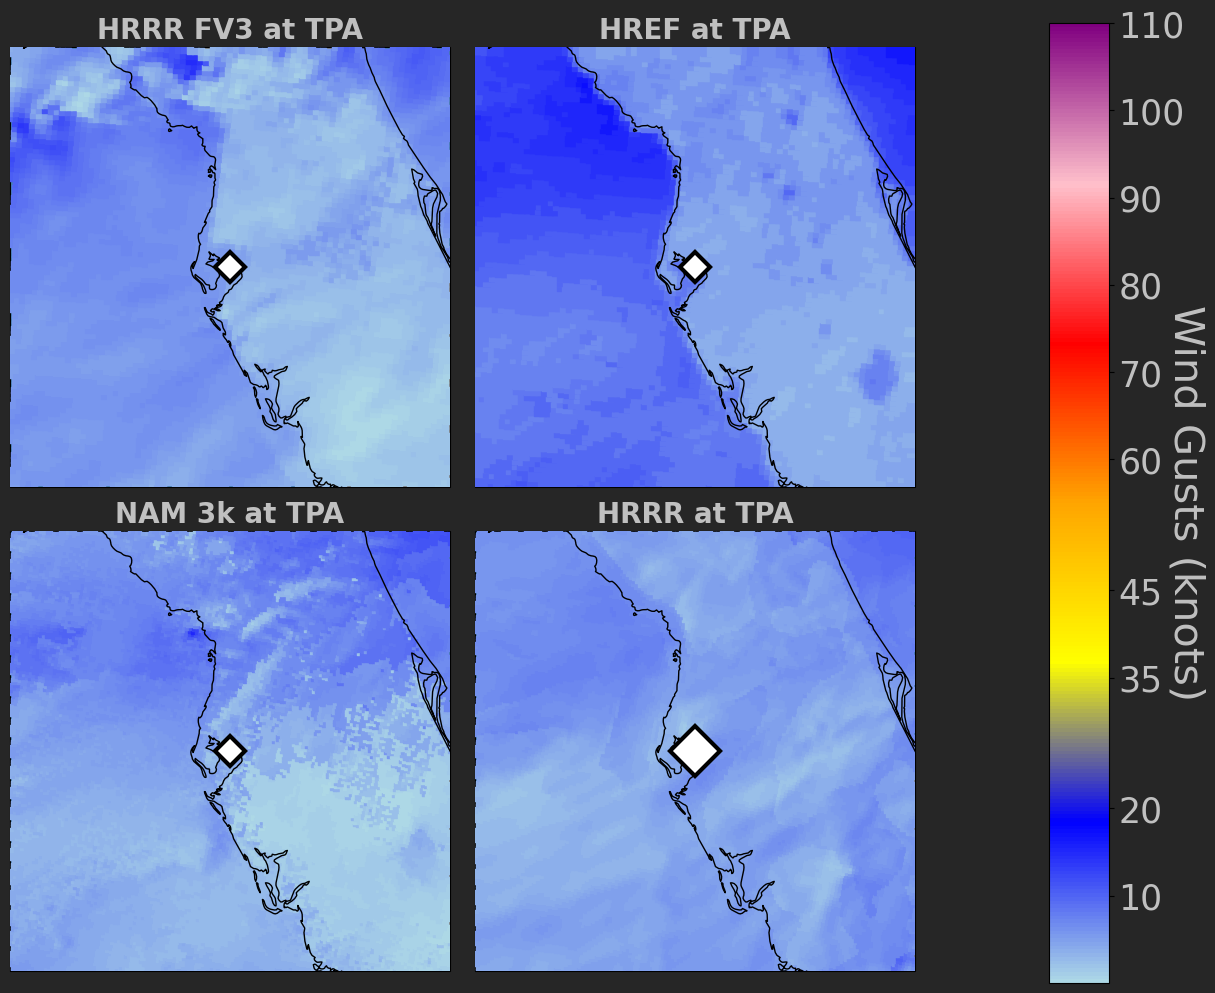 HRRR FV3 at TPA
HREF at TPA
NAM 3k at TPA
HRRR at TPA
110
100
90
80
70
60
45
35
20
10
Wind Gusts (knots)